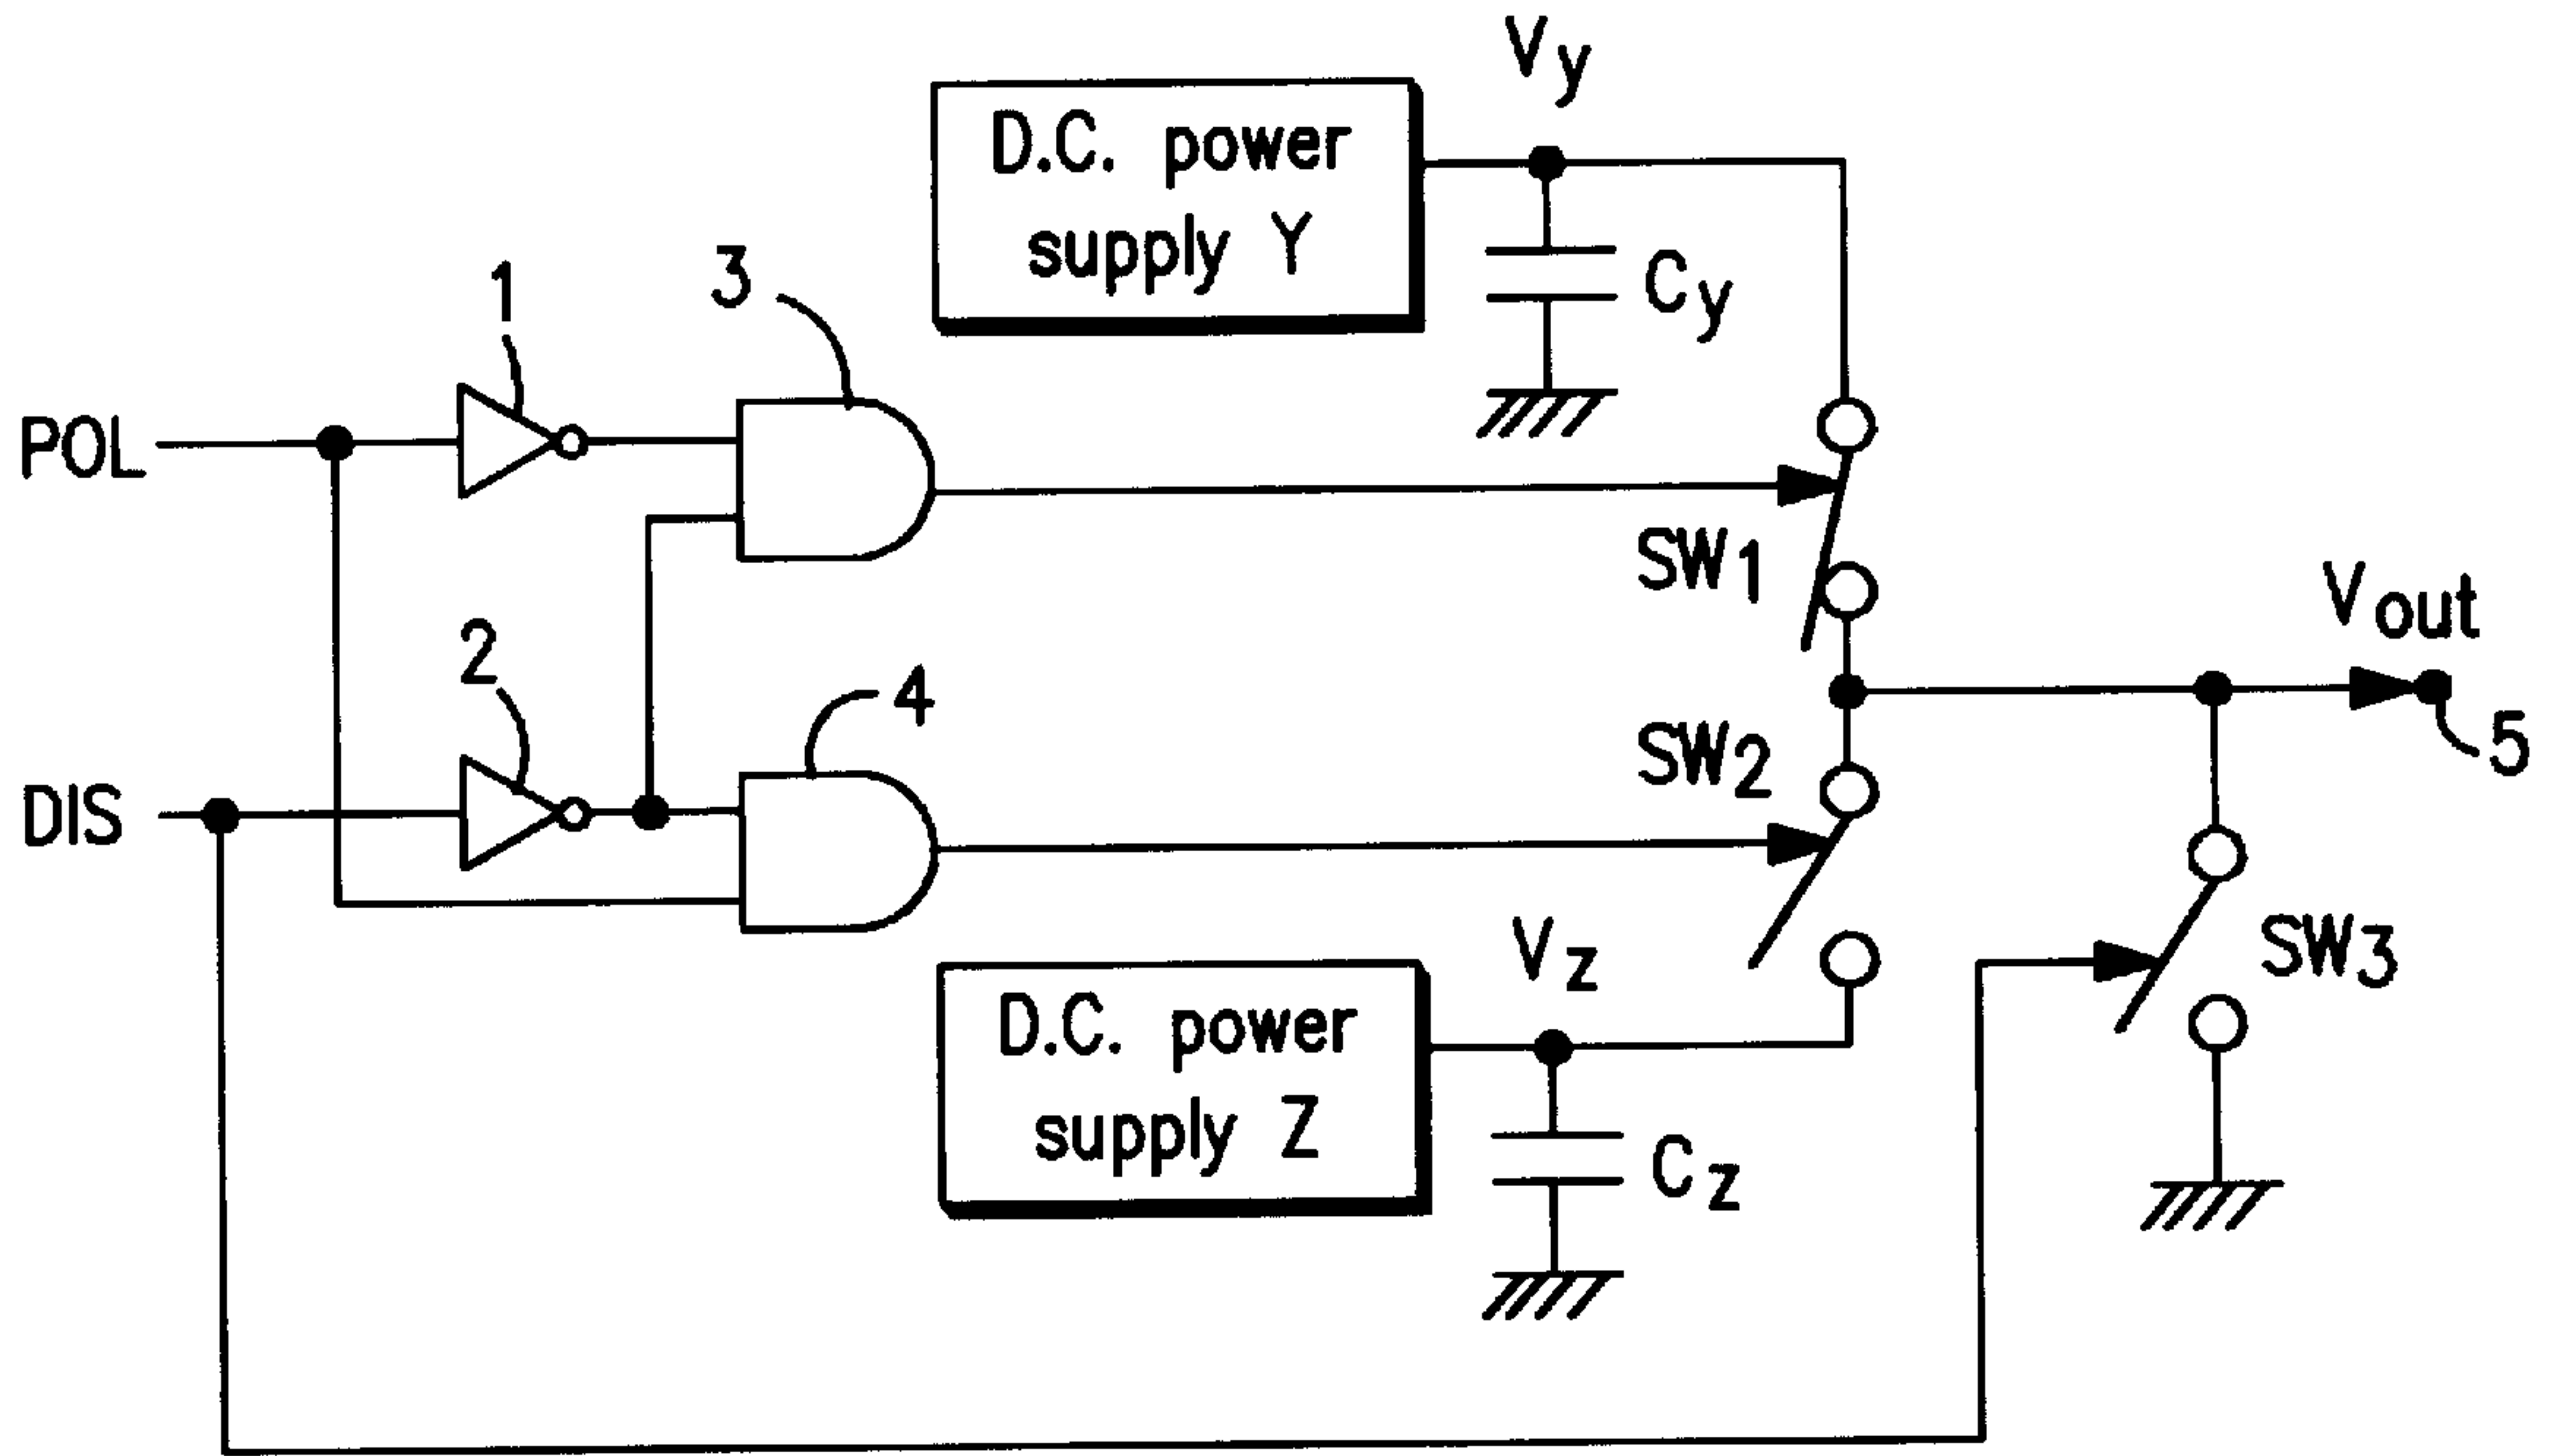 Vy
D.C. power
supply Y
Cy
3
1
POL
SW1
Vout
2
4
SW2
5
DIS
Vz
SW3
D.C. power
supply Z
Cz